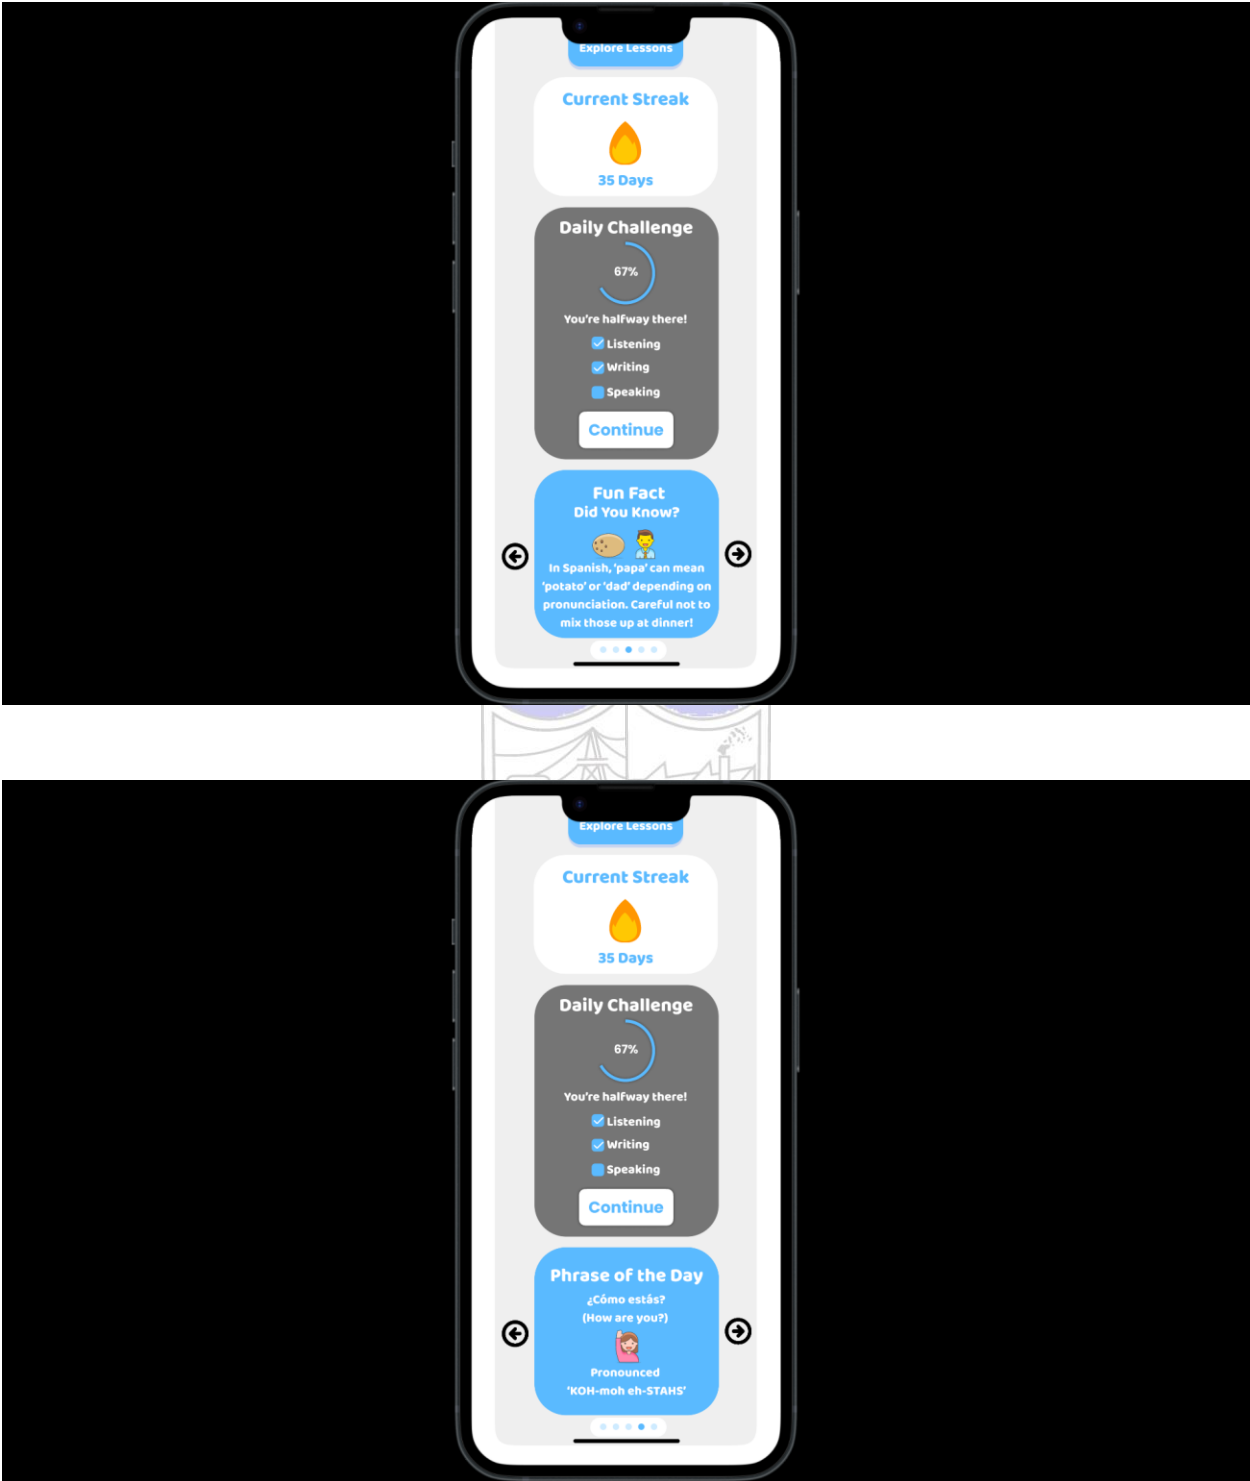 Explore Lessons
Current Streak
35 Days
Daily Challenge
67%
You're halfway there!
Listening
Writing
Speaking
Continue
Fun Fact
Did You Know?
In Spanish, 'papa' can mean
'potato' or 'dad' depending on
pronunciation. Careful not to
mix those up at dinner!
Explore Lessons
Current Streak
35 Days
Daily Challenge
67%
You're halfway there!
Listening
Writing
Speaking
Continue
Phrase of the Day
¿Cómo estás?
(How are you?)
Pronounced
'KOH-moh eh-STAHS'